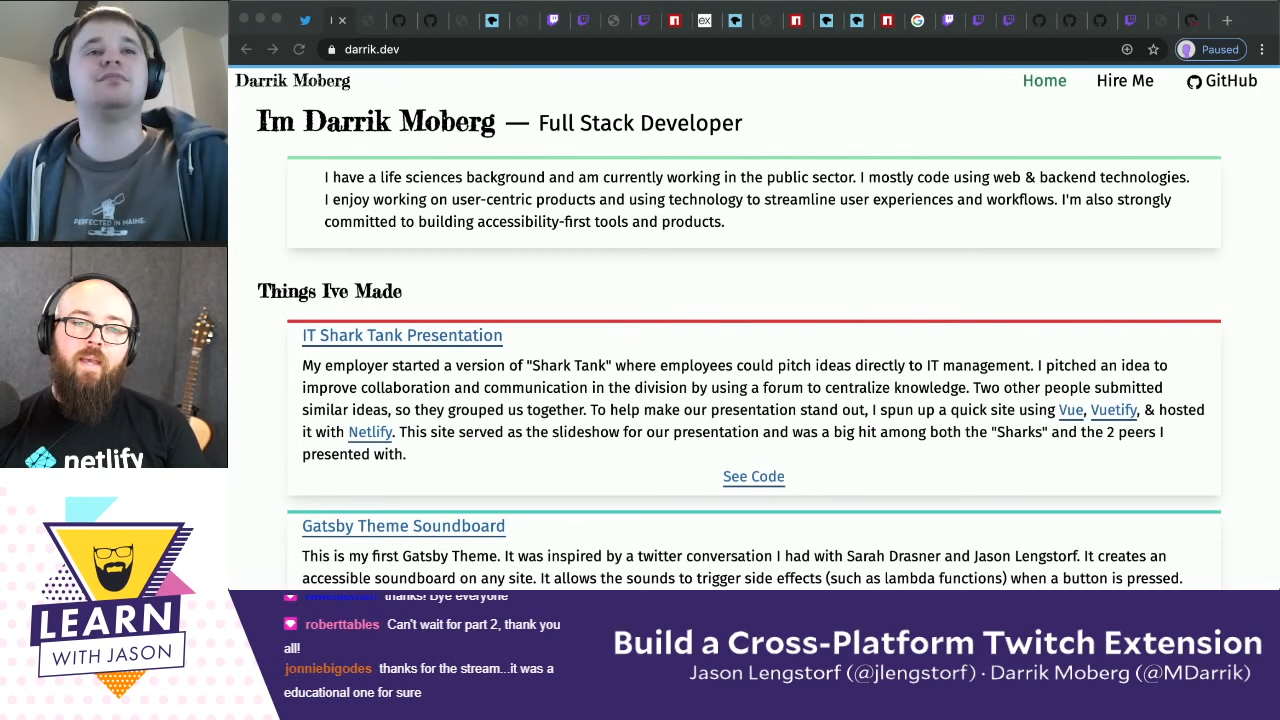 darrik.dev
Paused
Darrik Moberg
Home Hire Me GitHub
I'm Darrik Moberg — Full Stack Developer
I have a life sciences background and am currently working in the public sector. I mostly code using web & backend technologies.
I enjoy working on user-centric products and using technology to streamline user experiences and workflows. I'm also strongly
committed to building accessibility-first tools and products.
Things I've Made
IT Shark Tank Presentation
My employer started a version of "Shark Tank" where employees could pitch ideas directly to IT management. I pitched an idea to
improve collaboration and communication in the division by using a forum to centralize knowledge. Two other people submitted
similar ideas, so they grouped us together. To help make our presentation stand out, I spun up a quick site using Vue, Vuetify, & hosted
it with Netlify. This site served as the slideshow for our presentation and was a big hit among both the "Sharks" and the 2 peers I
presented with.
See Code
Gatsby Theme Soundboard
This is my first Gatsby Theme. It was inspired by a twitter conversation I had with Sarah Drasner and Jason Lengstorf. It creates an
accessible soundboard on any site. It allows the sounds to trigger side effects (such as lambda functions) when a button is pressed.
PERFECTED IN MAINE.
netlify
LEARN
WITH JASON
thanks! Bye everyone
roberttables Can't wait for part 2, thank you
all!
jonniebigodes thanks for the stream...it was a
educational one for sure
Build a Cross-Platform Twitch Extension
Jason Lengstorf (@jlengstorf) · Darrik Moberg (@MDarrik)